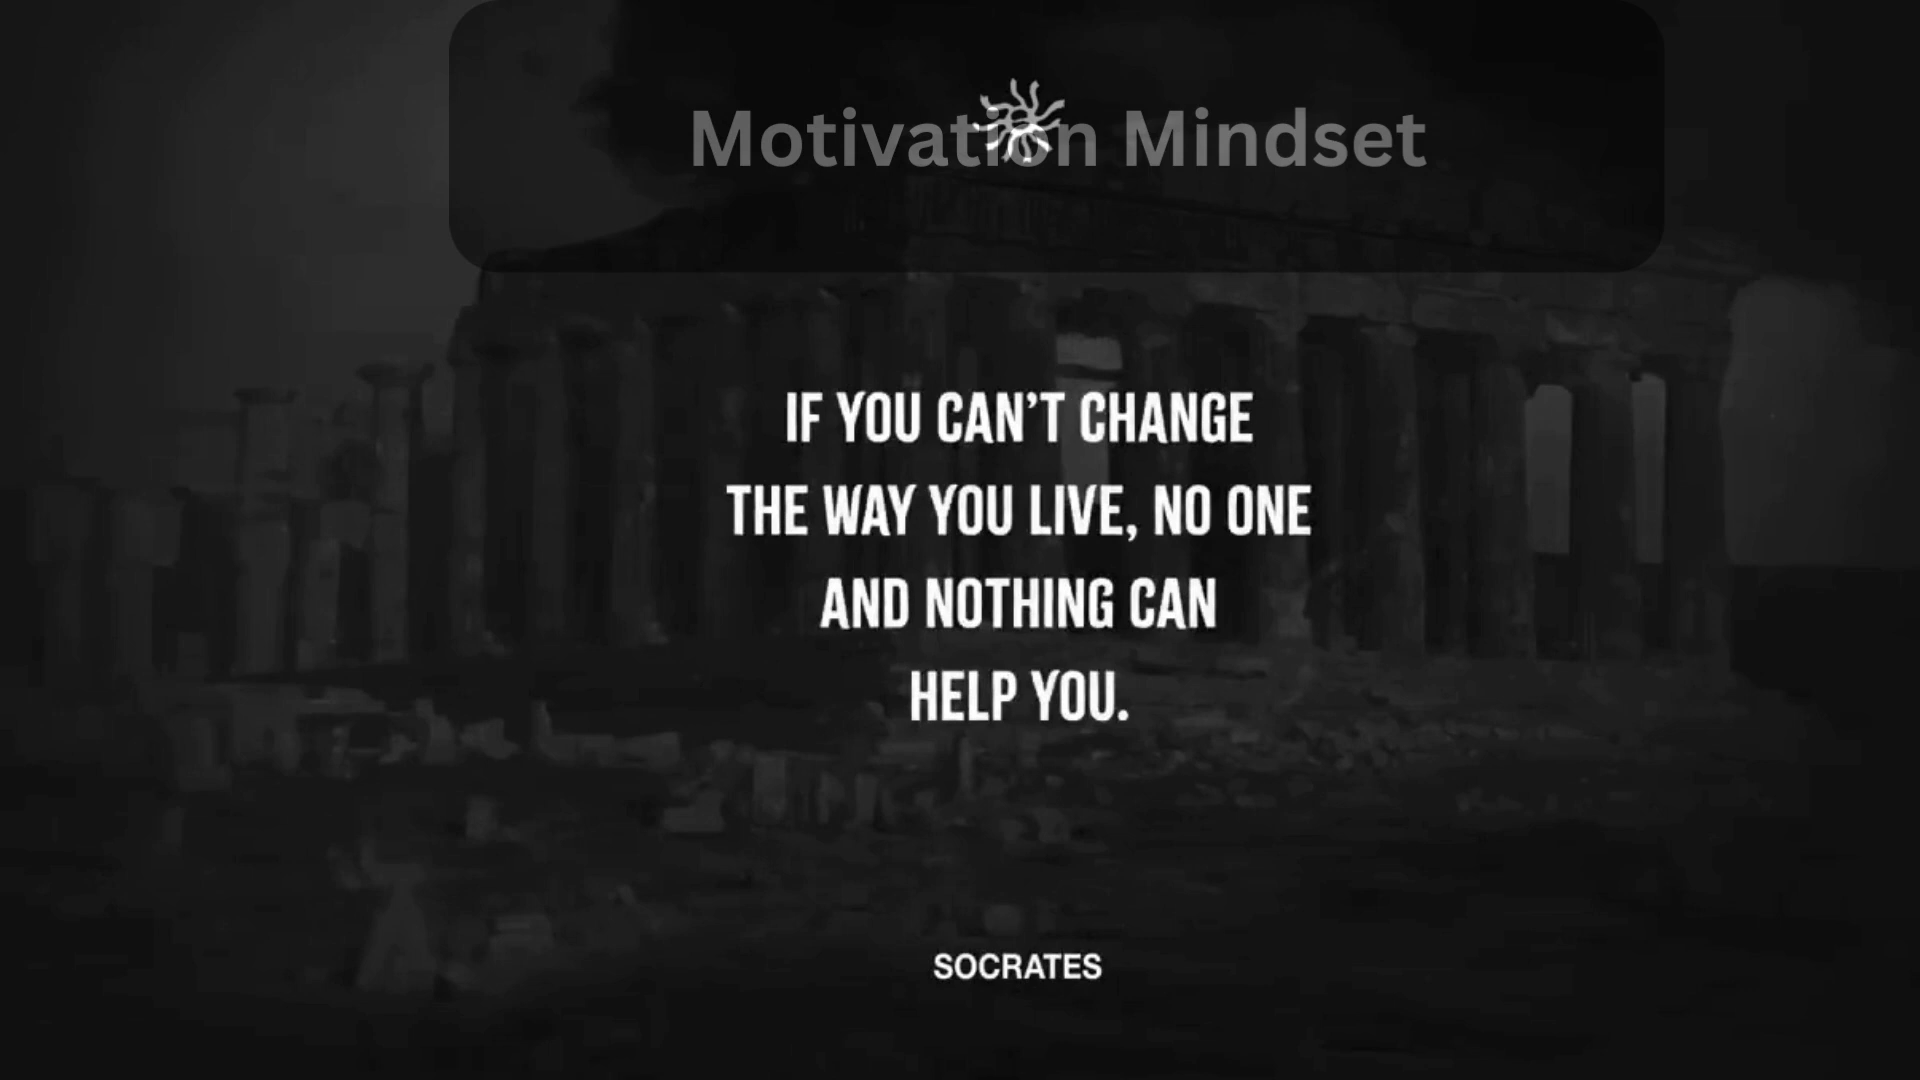 Motivation Mindset
IF YOU CAN’T CHANGE
THE WAY YOU LIVE, NO ONE
AND NOTHING CAN
HELP YOU.
SOCRATES